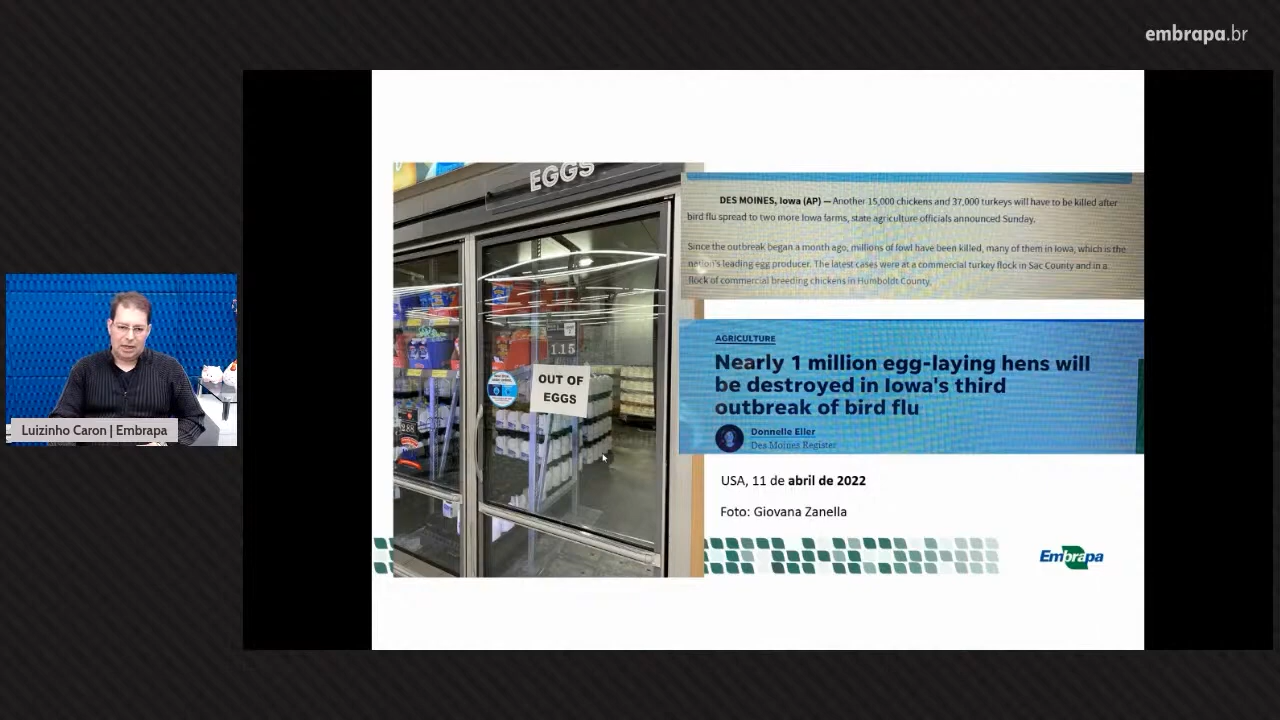 embrapa.br
EGGS
DES MOINES, Iowa (AP) — Another 15,000 chickens and 37,000 turkeys will have to be killed after
bird flu spread to two more Iowa farms, state agriculture officials announced Sunday.
Since the outbreak began a month ago, millions of fowl have been killed, many of them in Iowa, which is the
nation's leading egg producer. The latest cases were at a commercial turkey flock in Sac County and in a
flock of commercial breeding chickens in Humboldt County.
1.15
OUT OF
EGGS
AGRICULTURE
Nearly 1 million egg-laying hens will
be destroyed in Iowa's third
outbreak of bird flu
Donnelle Eller
Des Moines Register
Luizinho Caron | Embrapa
USA, 11 de abril de 2022
Foto: Giovana Zanella
Embrapa